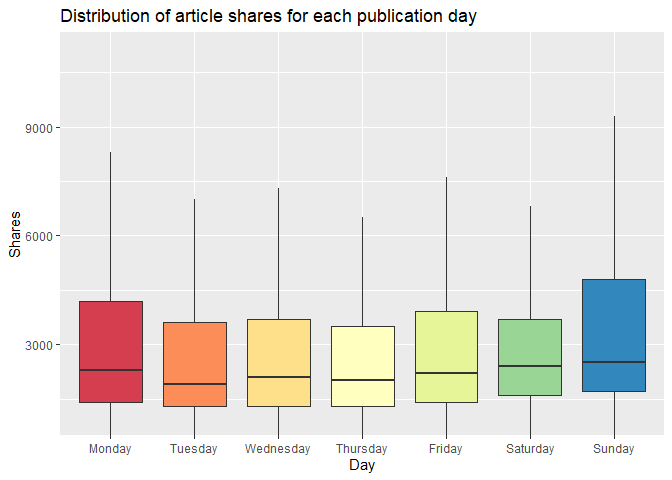 Distribution of article shares for each publication day
Shares
9000
6000
3000
Monday Tuesday Wednesday Thursday Friday Saturday Sunday
Day